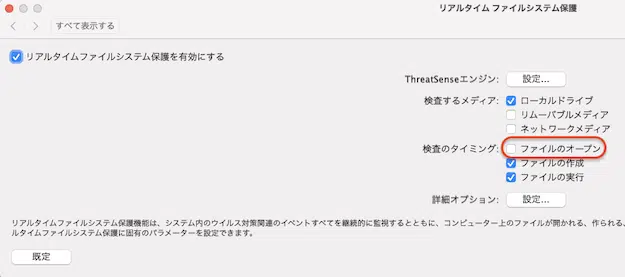 リアルタイム ファイルシステム保護
すべて表示する
リアルタイムファイルシステム保護を有効にする
ThreatSenseエンジン: 設定...
検査するメディア: ローカルドライブ
リムーバブルメディア
ネットワークメディア
検査のタイミング: ファイルのオープン
ファイルの作成
ファイルの実行
詳細オプション: 設定...
リアルタイムファイルシステム保護機能は、システム内のウイルス対策関連のイベントすべてを継続的に監視するとともに、コンピューター上のファイルが開かれる、作られる、
ルタイムファイルシステム保護に固有のパラメーターを設定できます。
既定